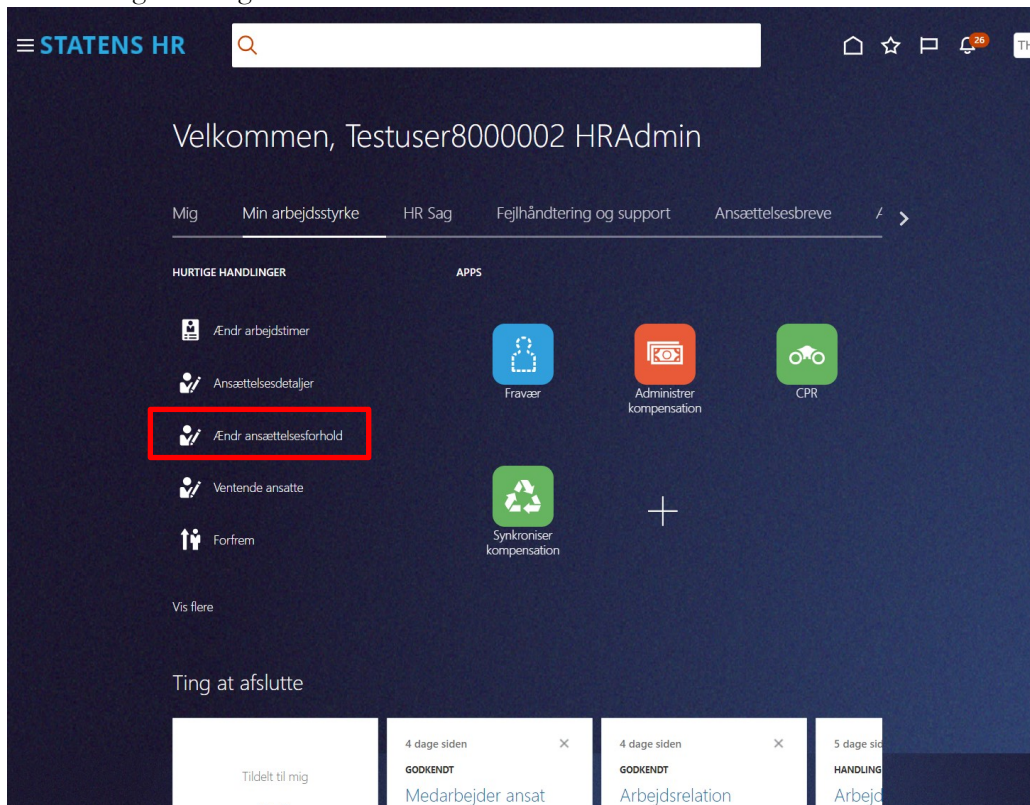 STATENS HR
26
TH
Velkommen, Testuser8000002 HRAdmin
Mig Min arbejdsstyrke HR Sag Fejlhåndtering og support Ansættelsesbreve
HURTIGE HANDLINGER
APPS
Ændr arbejdstimer
Ansættelsesdetaljer
Ændr ansættelsesforhold
Ventende ansatte
Forfrem
Vis flere
Fravær
Administrer
kompensation
CPR
Synkroniser
kompensation
Ting at afslutte
Tildelt til mig
4 dage siden
GODKENDT
Medarbejder ansat
4 dage siden
GODKENDT
Arbejdsrelation
5 dage sid
HANDLING
Arbejd